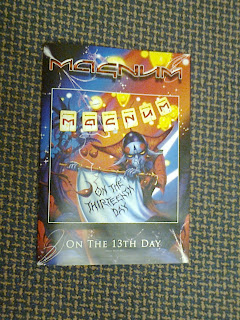 MAGNUM
MAGNUM
ON THE
THIRTEENTH
DAY
ON THE 13TH DAY